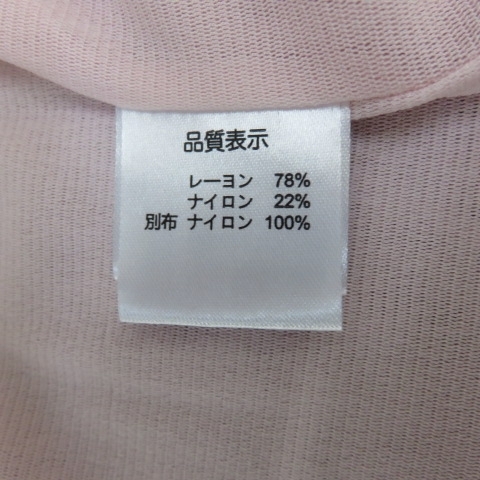 品質表示
レーヨン 78%
ナイロン 22%
別布 ナイロン 100%